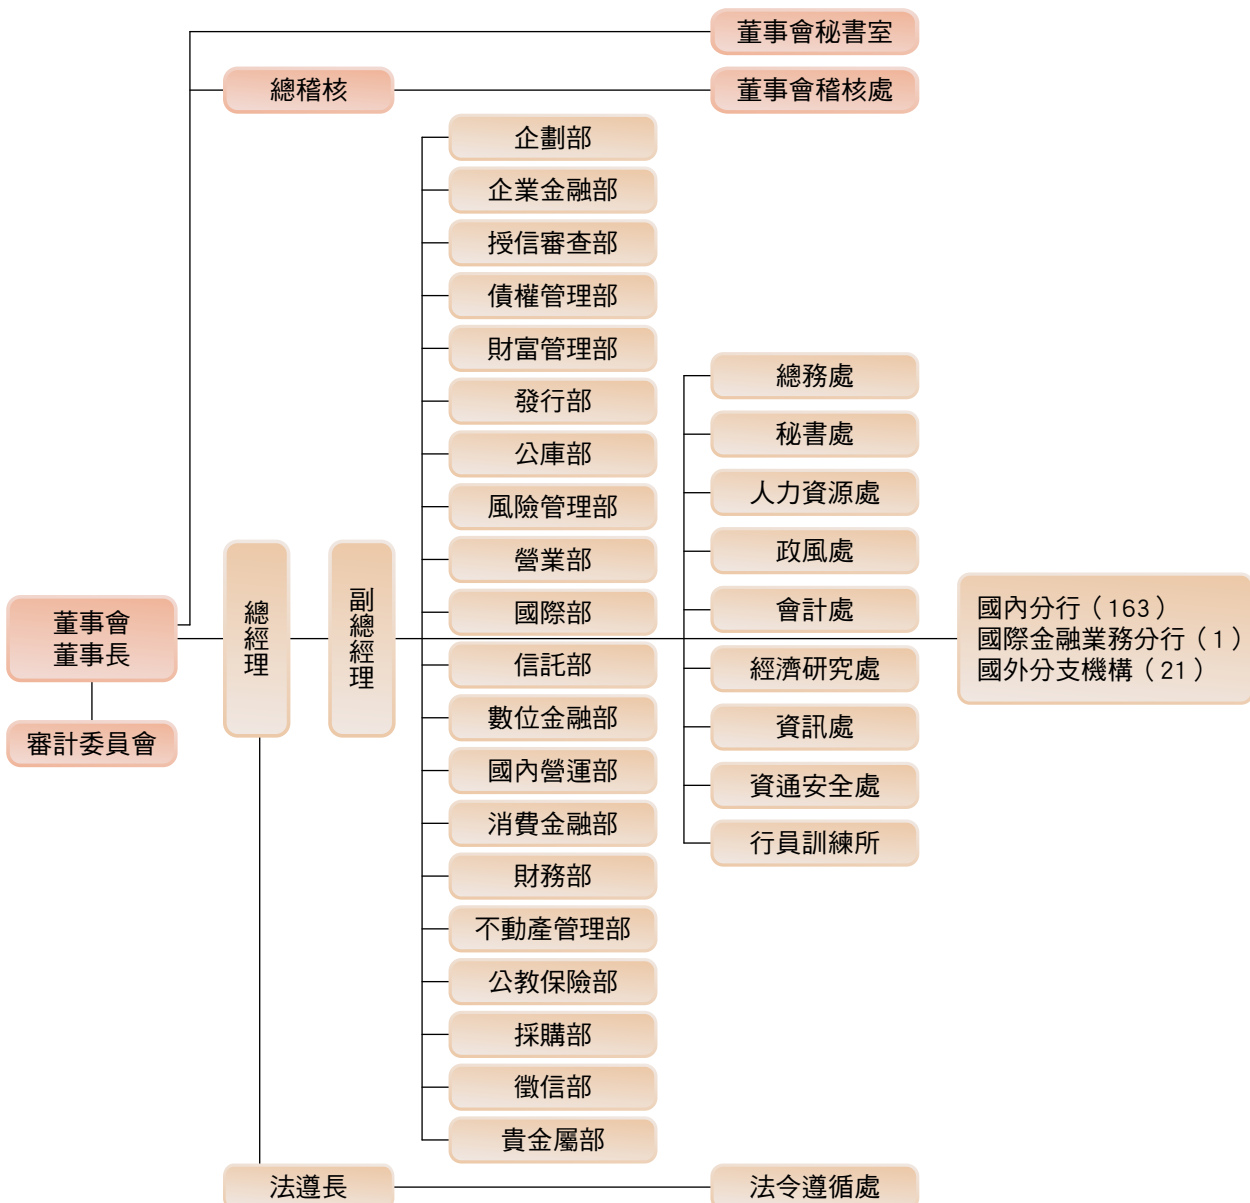 董事會秘書室
總稽核
董事會稽核處
企劃部
企業金融部
授信審查部
債權管理部
財富管理部
發行部
公庫部
風險管理部
營業部
國際部
信託部
數位金融部
國內營運部
消費金融部
財務部
不動產管理部
公教保險部
採購部
徵信部
貴金屬部
總務處
秘書處
人力資源處
政風處
會計處
經濟研究處
資訊處
資通安全處
行員訓練所
董事會
董事長
審計委員會
總經理
副總經理
國內分行（163）
國際金融業務分行（1）
國外分支機構（21）
法遵長
法令遵循處